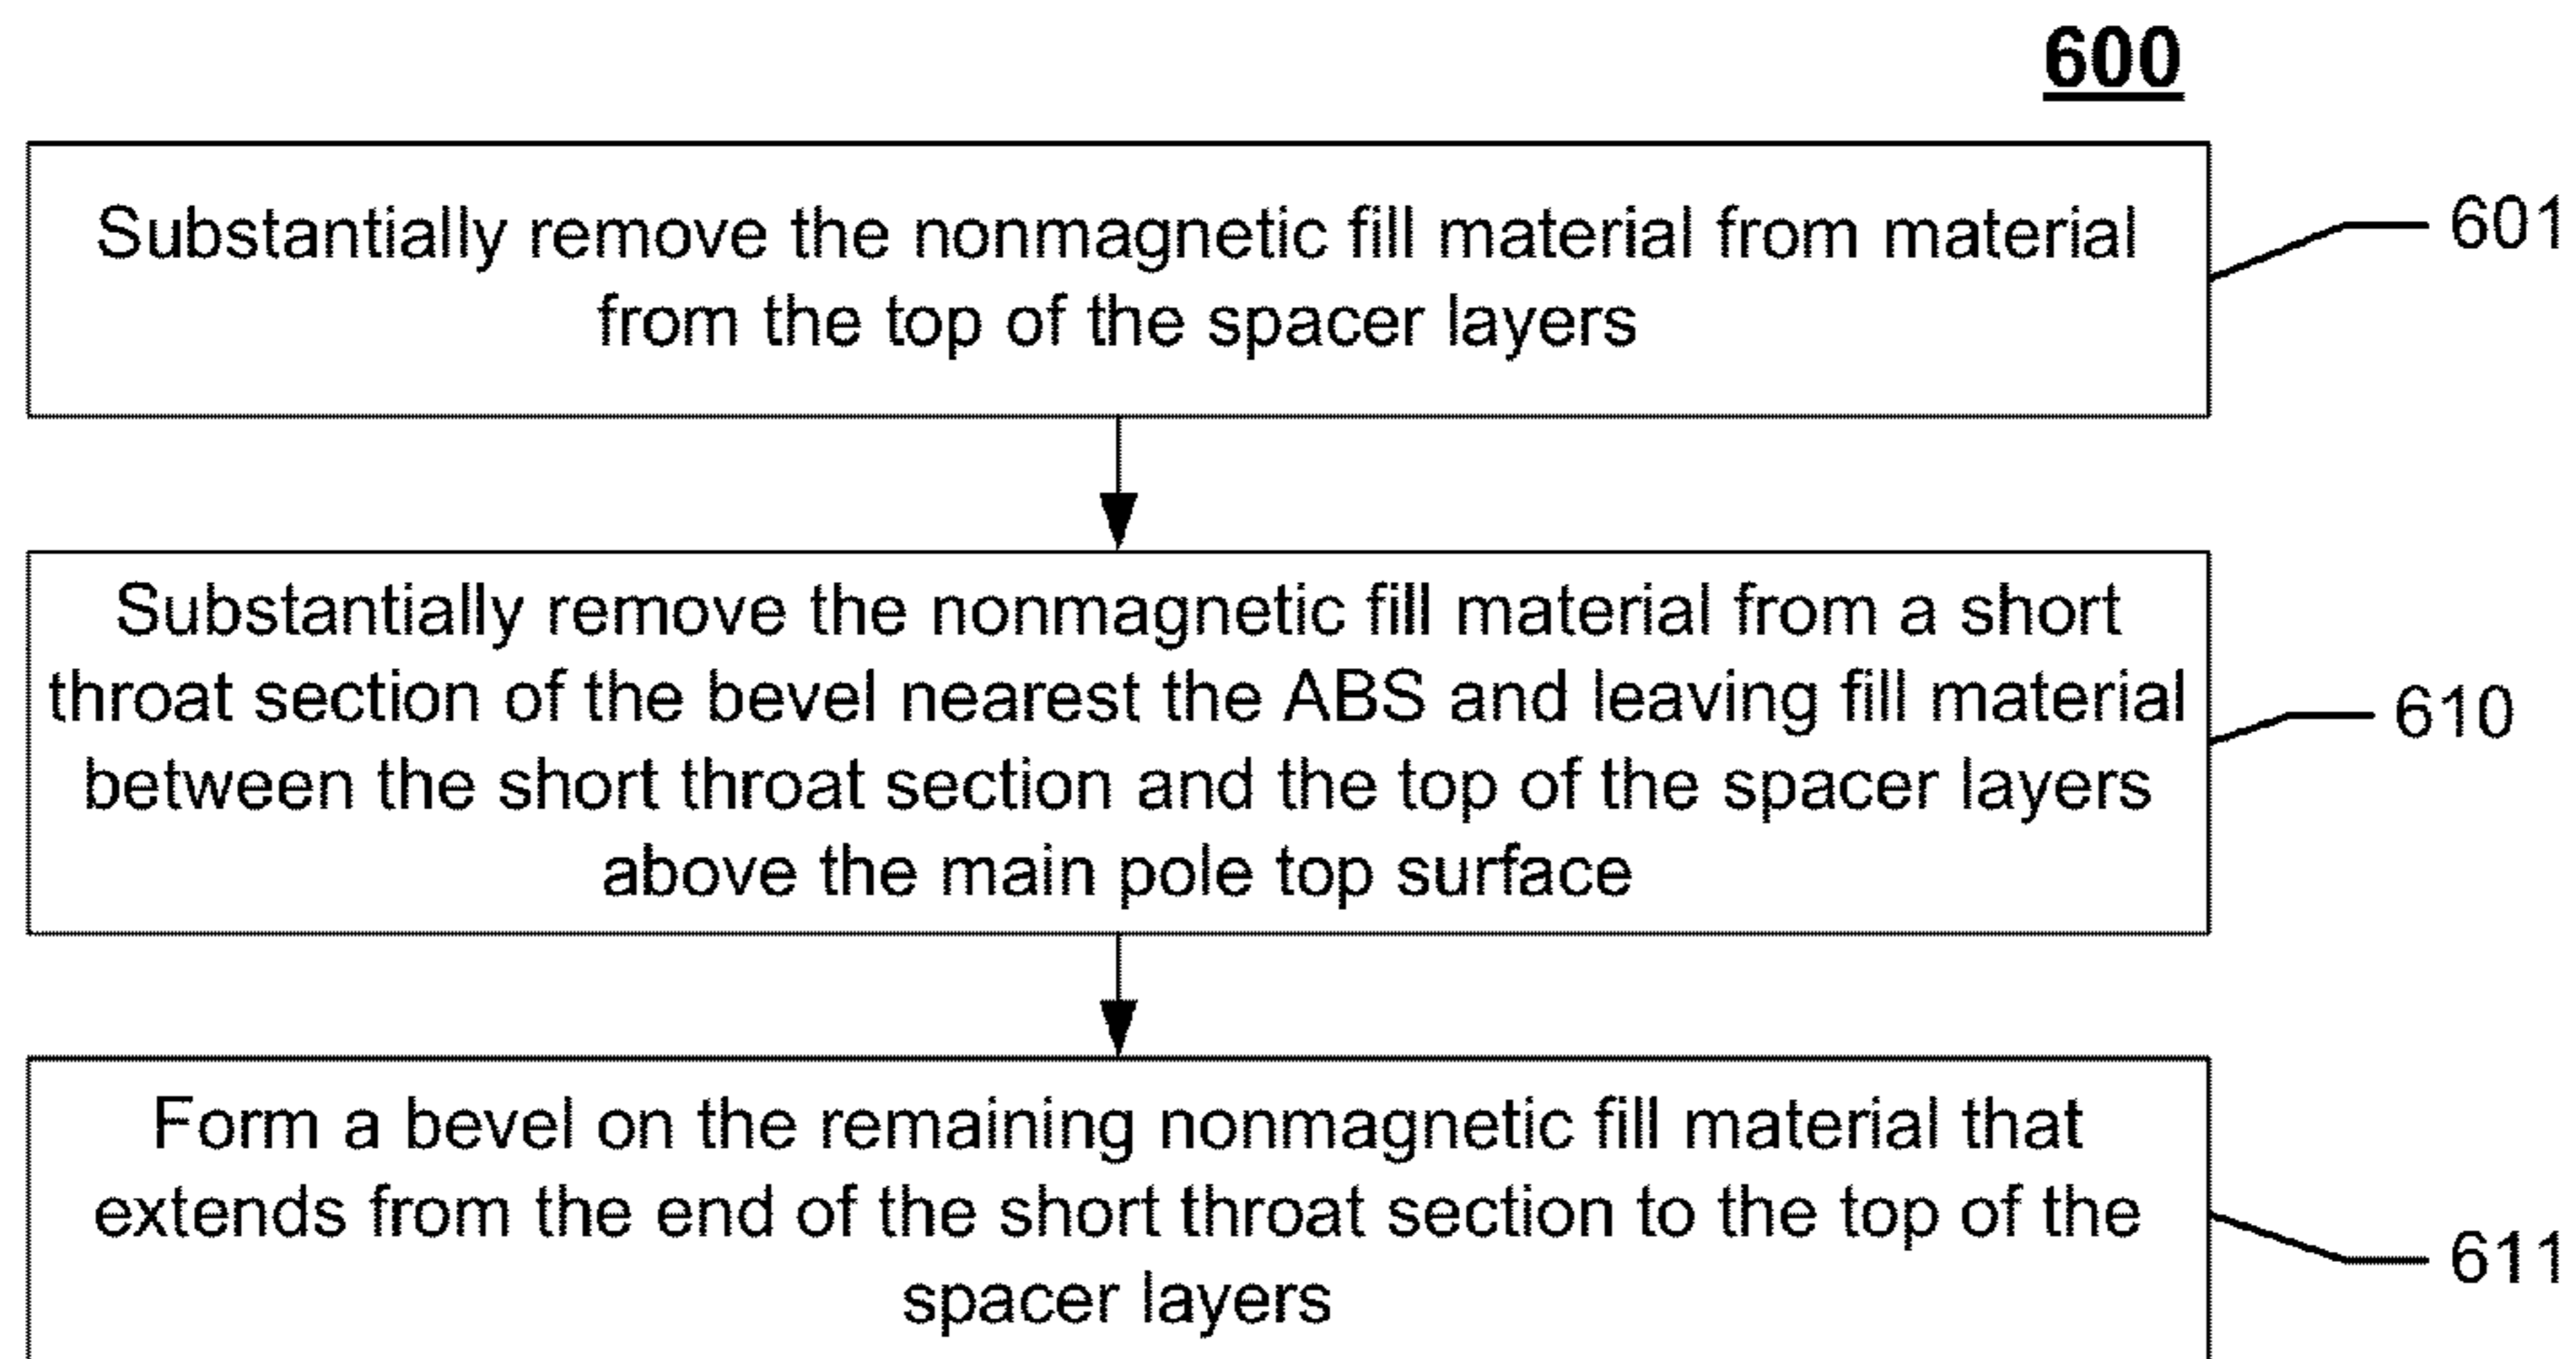 600
Substantially remove the nonmagnetic fill material from material
from the top of the spacer layers
601
Substantially remove the nonmagnetic fill material from a short
throat section of the bevel nearest the ABS and leaving fill material
between the short throat section and the top of the spacer layers
above the main pole top surface
610
Form a bevel on the remaining nonmagnetic fill material that
extends from the end of the short throat section to the top of the
spacer layers
611